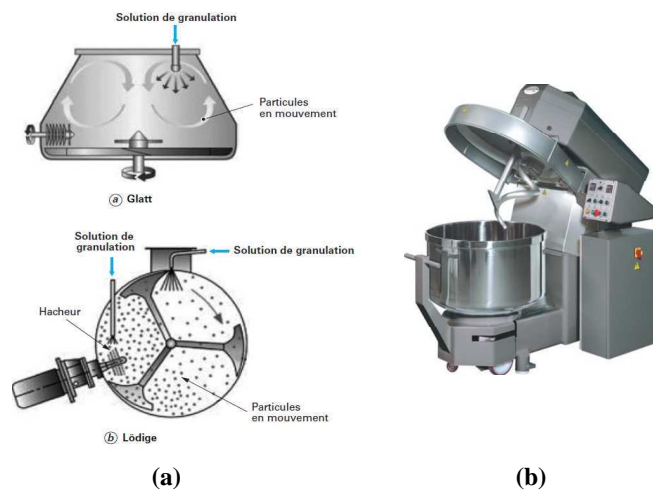 Solution de granulation
Particules
en mouvement
ⓐ Glatt
Solution de
granulation
Solution de granulation
Hacheur
Particules
en mouvement
ⓑ Lödige
(a)
(b)